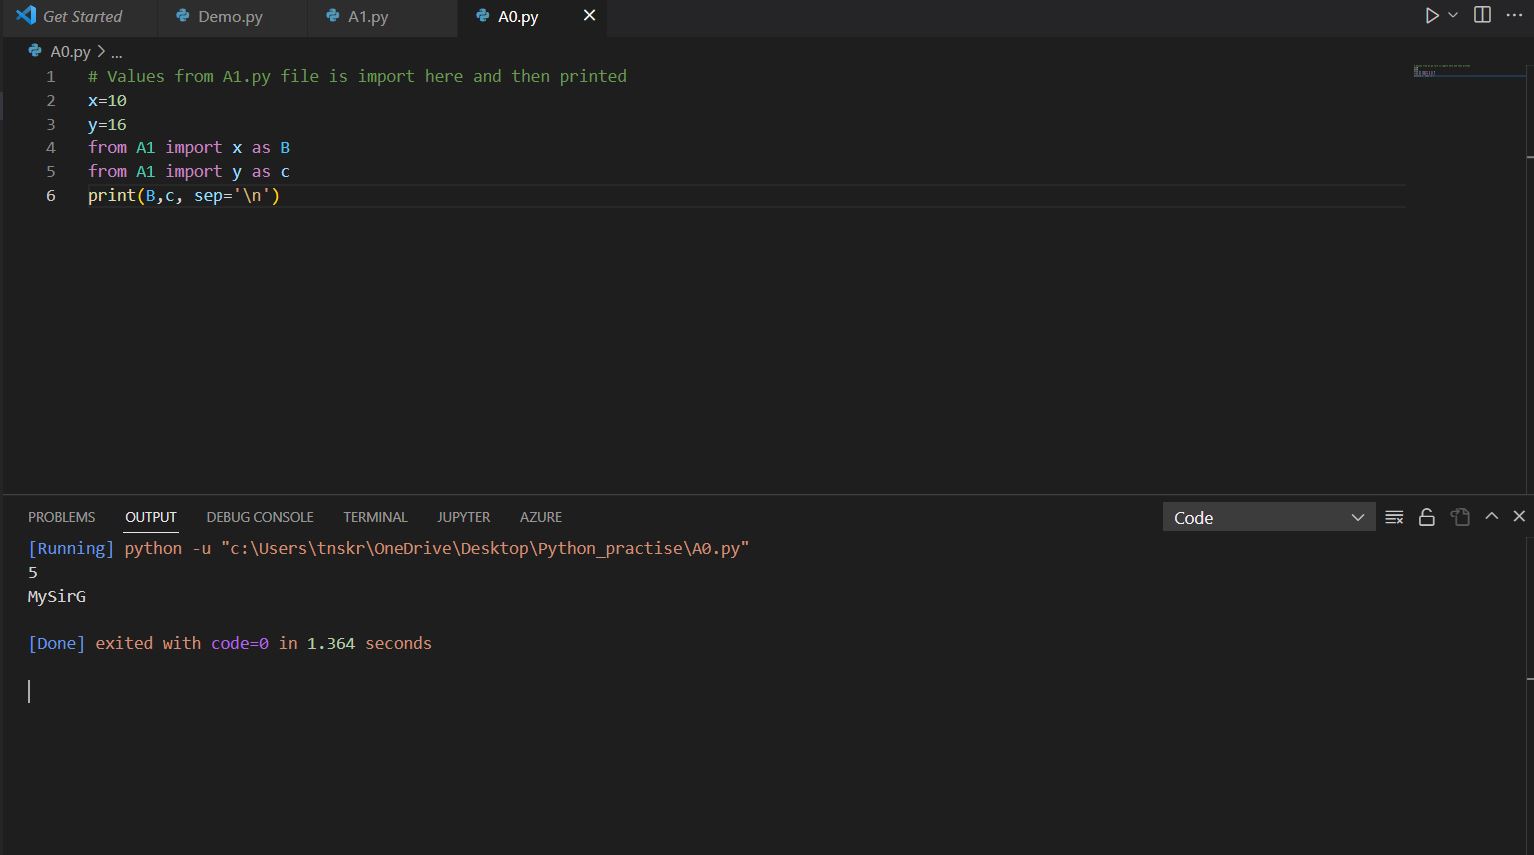 Get Started Demo.py A1.py A0.py
A0.py > ...
1 # Values from A1.py file is import here and then printed
2 x=10
3 y=16
4 from A1 import x as B
5 from A1 import y as c
6 print(B,c, sep='\n')
PROBLEMS OUTPUT DEBUG CONSOLE TERMINAL JUPYTER AZURE Code
[Running] python -u "c:\Users\tnskr\OneDrive\Desktop\Python_practise\A0.py"
5
MySirG
[Done] exited with code=0 in 1.364 seconds